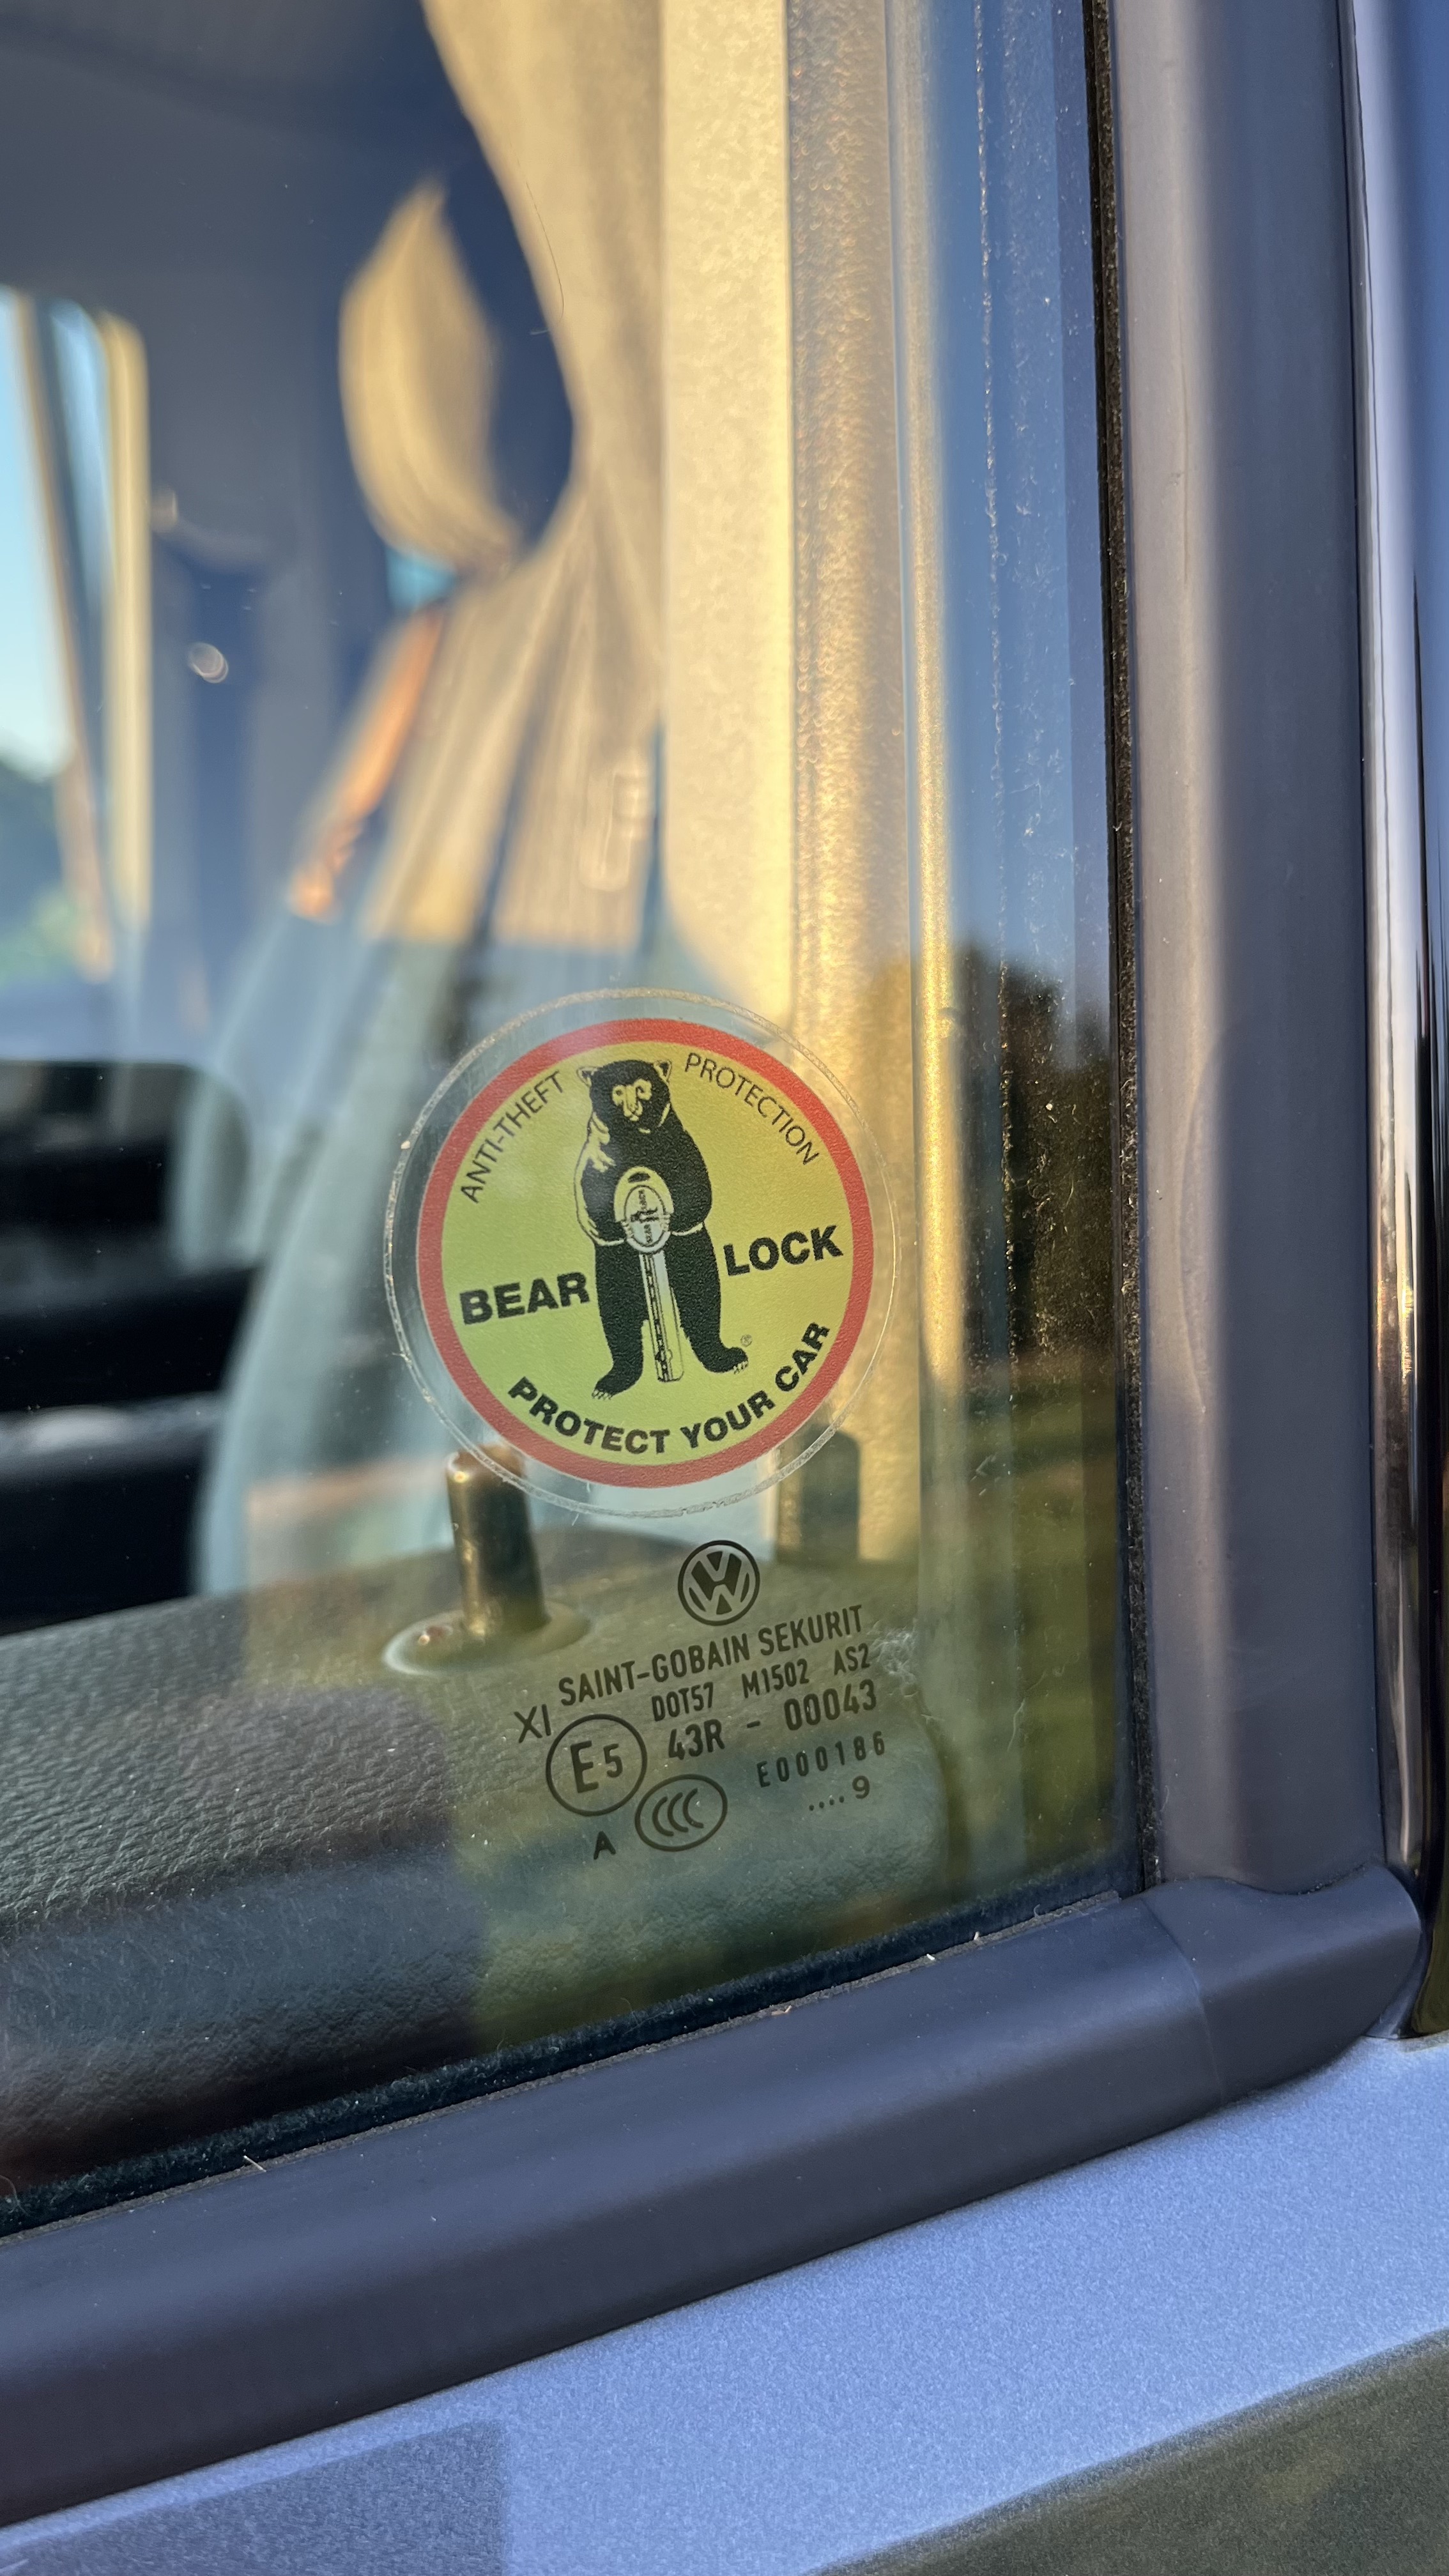 ANTI-THEFT PROTECTION
BEAR LOCK
PROTECT YOUR CAR
SAINT-GOBAIN SEKURIT
XI DOT57 M1502 AS2
E5 43R - 00043
E000186
CCC ....9
A